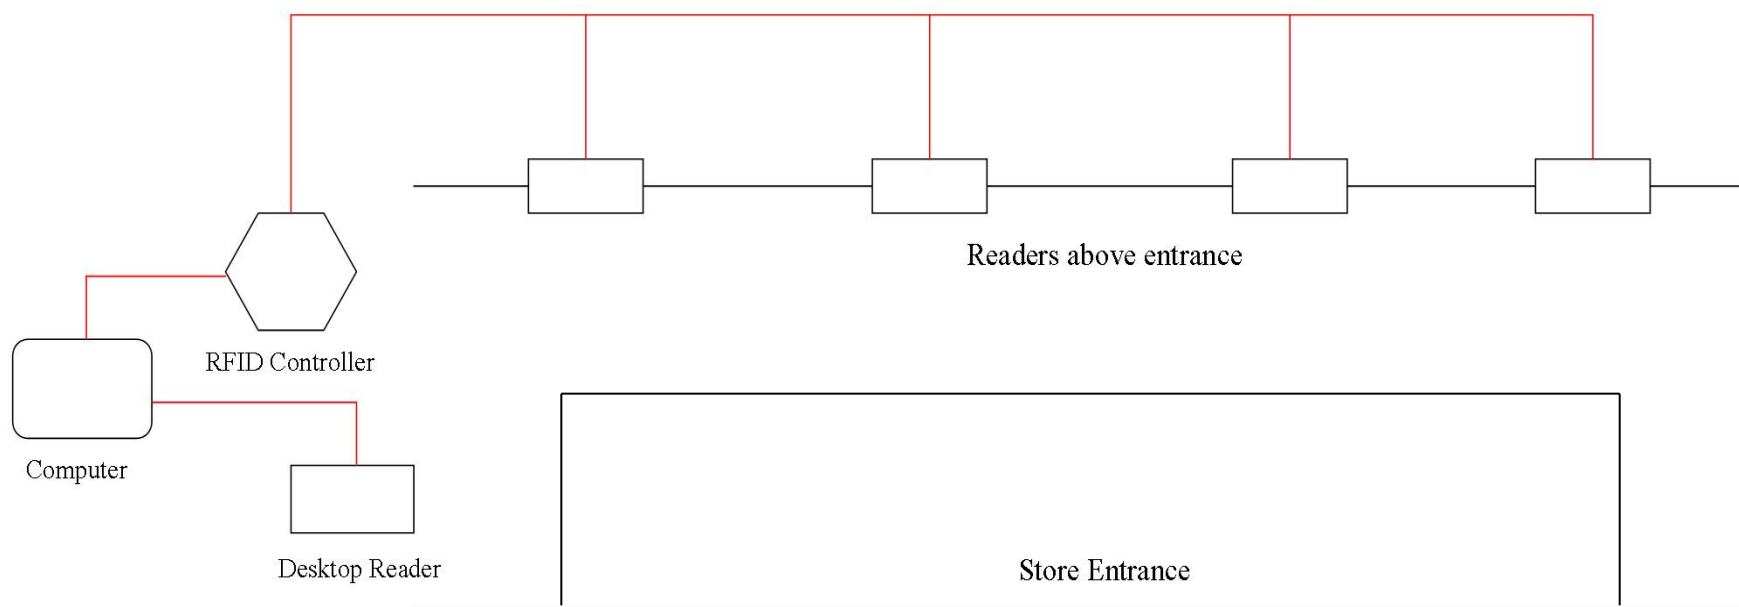 Readers above entrance
RFID Controller
Computer
Desktop Reader
Store Entrance